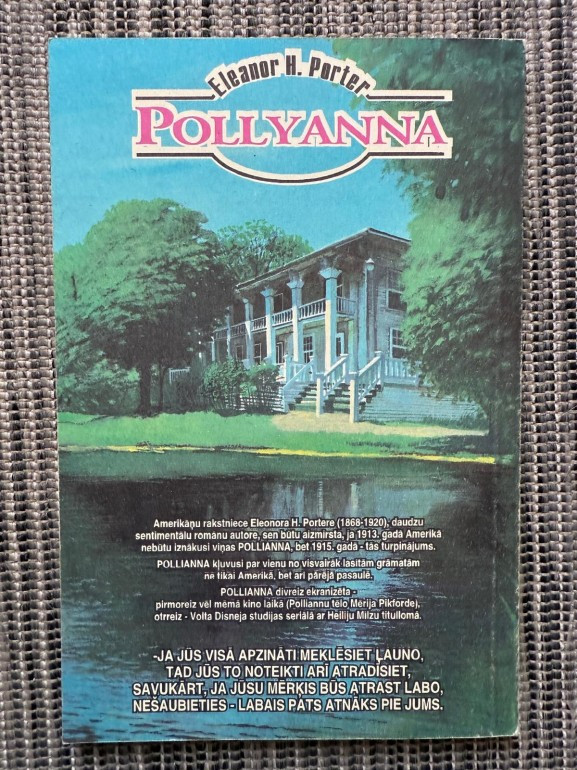 Eleanor H. Porter
POLLYANNA
Amerikāņu rakstniece Eleonora H. Portere (1868-1920), daudzu
sentimentālu romānu autore, sen būtu aizmirsta, ja 1913. gadā Amerikā
nebūtu iznākusi viņas POLLIANNA, bet 1915. gadā - tās turpinājums.
POLLIANNA kļuvusi par vienu no visvairāk lasītām grāmatām
ne tikai Amerikā, bet arī pārējā pasaulē.
POLLIANNA divreiz ekranizēta -
pirmoreiz vēl mēmā kino laikā (Polliannu tēlo Mērija Pikforde),
otrreiz - Volta Disneja studijas seriālā ar Heiliju Milzu titullomā.
-JA JŪS VISĀ APZINĀTI MEKLĒSIET ĻAUNO,
TAD JŪS TO NOTEIKTI ARĪ ATRADĪSIET,
SAVUKĀRT, JA JŪSU MĒRĶIS BŪS ATRAST LABO,
NEŠAUBIETIES - LABAIS PATS ATNĀKS PIE JUMS.